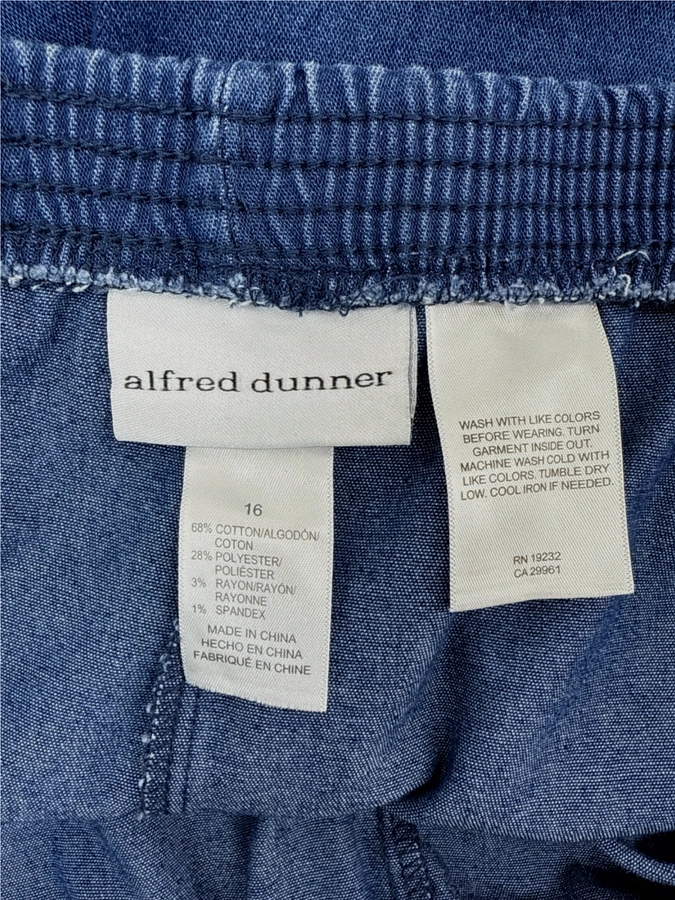 alfred dunner
16
68% COTTON/ALGODÓN/
COTON
28% POLYESTER/
POLIÉSTER
3% RAYON/RAYÓN/
RAYONNE
1% SPANDEX
MADE IN CHINA
HECHO EN CHINA
FABRIQUÉ EN CHINE
WASH WITH LIKE COLORS
BEFORE WEARING. TURN
GARMENT INSIDE OUT.
MACHINE WASH COLD WITH
LIKE COLORS. TUMBLE DRY
LOW. COOL IRON IF NEEDED.
RN 19232
CA 29961